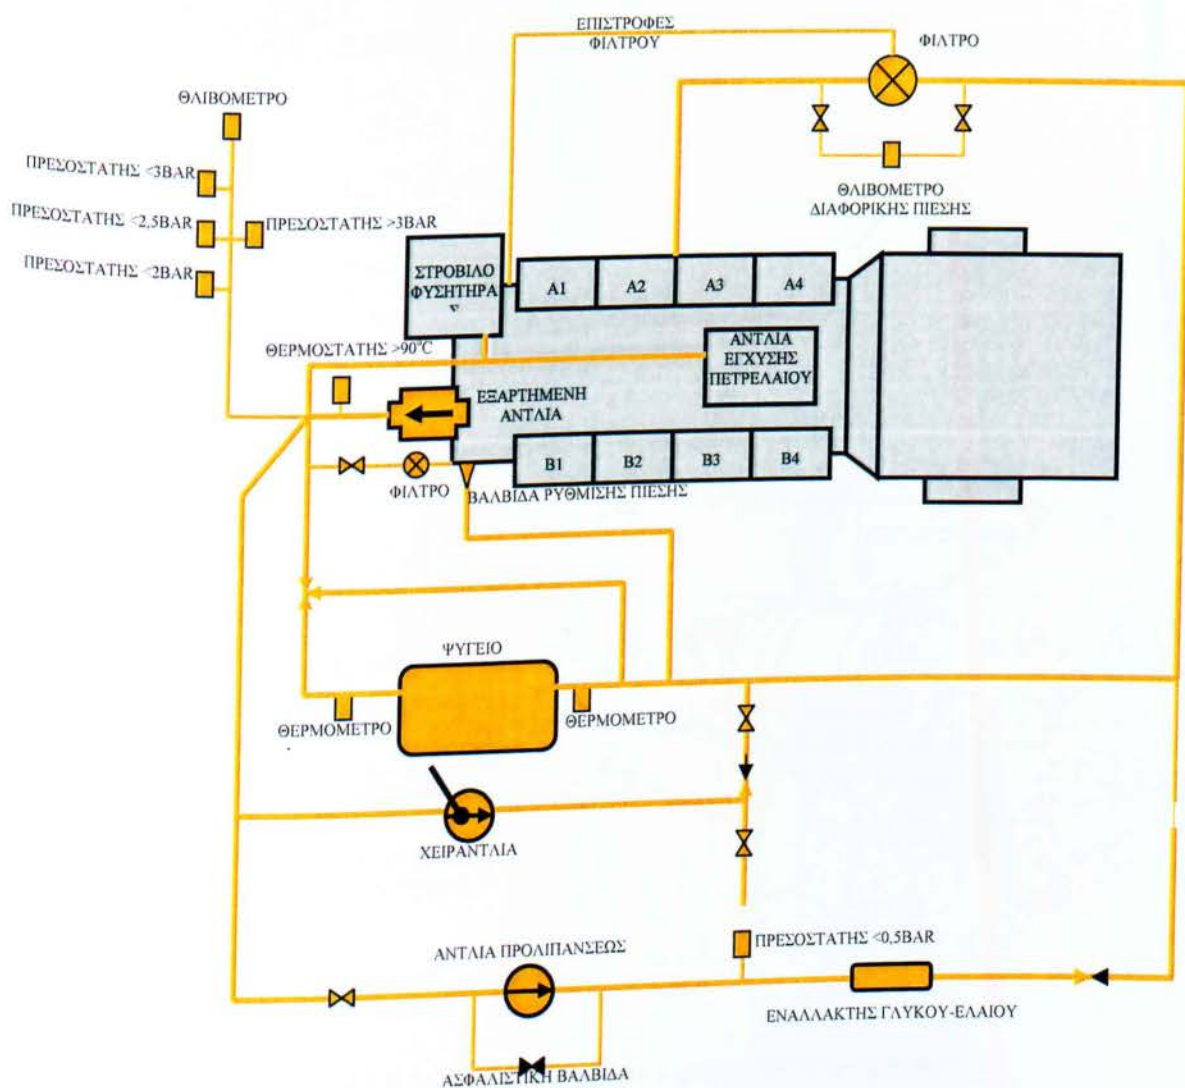 ΕΠΙΣΤΡΟΦΕΣ
ΦΙΛΤΡΟΥ
ΦΙΛΤΡΟ
ΘΛΙΒΟΜΕΤΡΟ
ΠΡΕΣΟΣΤΑΤΗΣ <3BAR
ΠΡΕΣΟΣΤΑΤΗΣ <2,5BAR
ΠΡΕΣΟΣΤΑΤΗΣ >3BAR
ΠΡΕΣΟΣΤΑΤΗΣ <2BAR
ΘΛΙΒΟΜΕΤΡΟ
ΔΙΑΦΟΡΙΚΗΣ ΠΙΕΣΗΣ
ΣΤΡΟΒΙΛΟ
ΦΥΣΗΤΗΡΑ
Σ
A1
A2
A3
A4
ΘΕΡΜΟΣΤΑΤΗΣ >90°C
ΑΝΤΛΙΑ
ΕΓΧΥΣΗΣ
ΠΕΤΡΕΛΑΙΟΥ
ΕΞΑΡΤΗΜΕΝΗ
ΑΝΤΛΙΑ
B1
B2
B3
B4
ΦΙΛΤΡΟ
ΒΑΛΒΙΔΑ ΡΥΘΜΙΣΗΣ ΠΙΕΣΗΣ
ΨΥΓΕΙΟ
ΘΕΡΜΟΜΕΤΡΟ
ΘΕΡΜΟΜΕΤΡΟ
ΧΕΙΡΑΝΤΛΙΑ
ΑΝΤΛΙΑ ΠΡΟΛΙΠΑΝΣΕΩΣ
ΠΡΕΣΟΣΤΑΤΗΣ <0,5BAR
ΕΝΑΛΛΑΚΤΗΣ ΓΛΥΚΟΥ-ΕΛΑΙΟΥ
ΑΣΦΑΛΙΣΤΙΚΗ ΒΑΛΒΙΔΑ